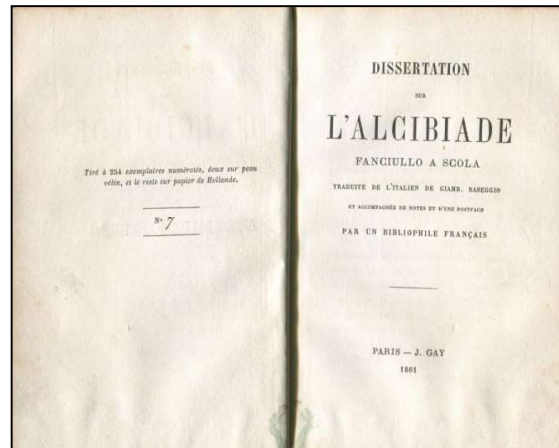 Tiré à 254 exemplaires numérotés, deux sur peau
vélin, et le reste sur papier de Hollande.
No 7
DISSERTATION
SUR
L'ALCIBIADE
FANCIULLO A SCOLA
TRADUITE DE L'ITALIEN DE GIAMB. BASEGGIO
ET ACCOMPAGNÉE DE NOTES ET D'UNE POSTFACE
PAR UN BIBLIOPHILE FRANÇAIS
PARIS — J. GAY
1861